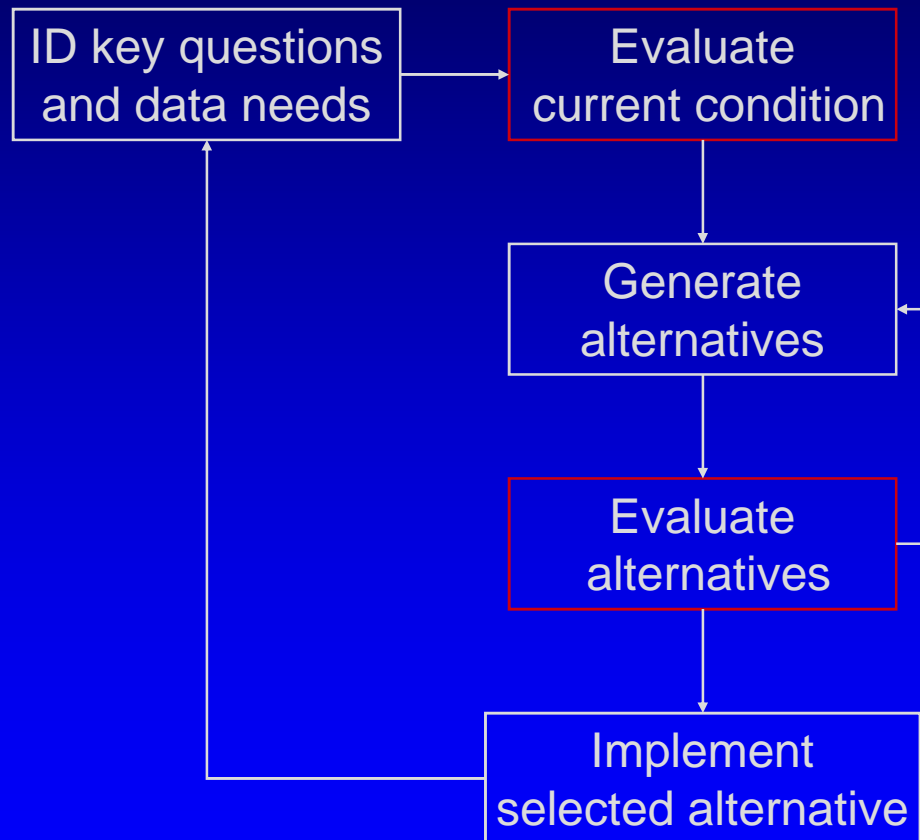 ID key questions
and data needs
Evaluate
current condition
Generate
alternatives
Evaluate
alternatives
Implement
selected alternative